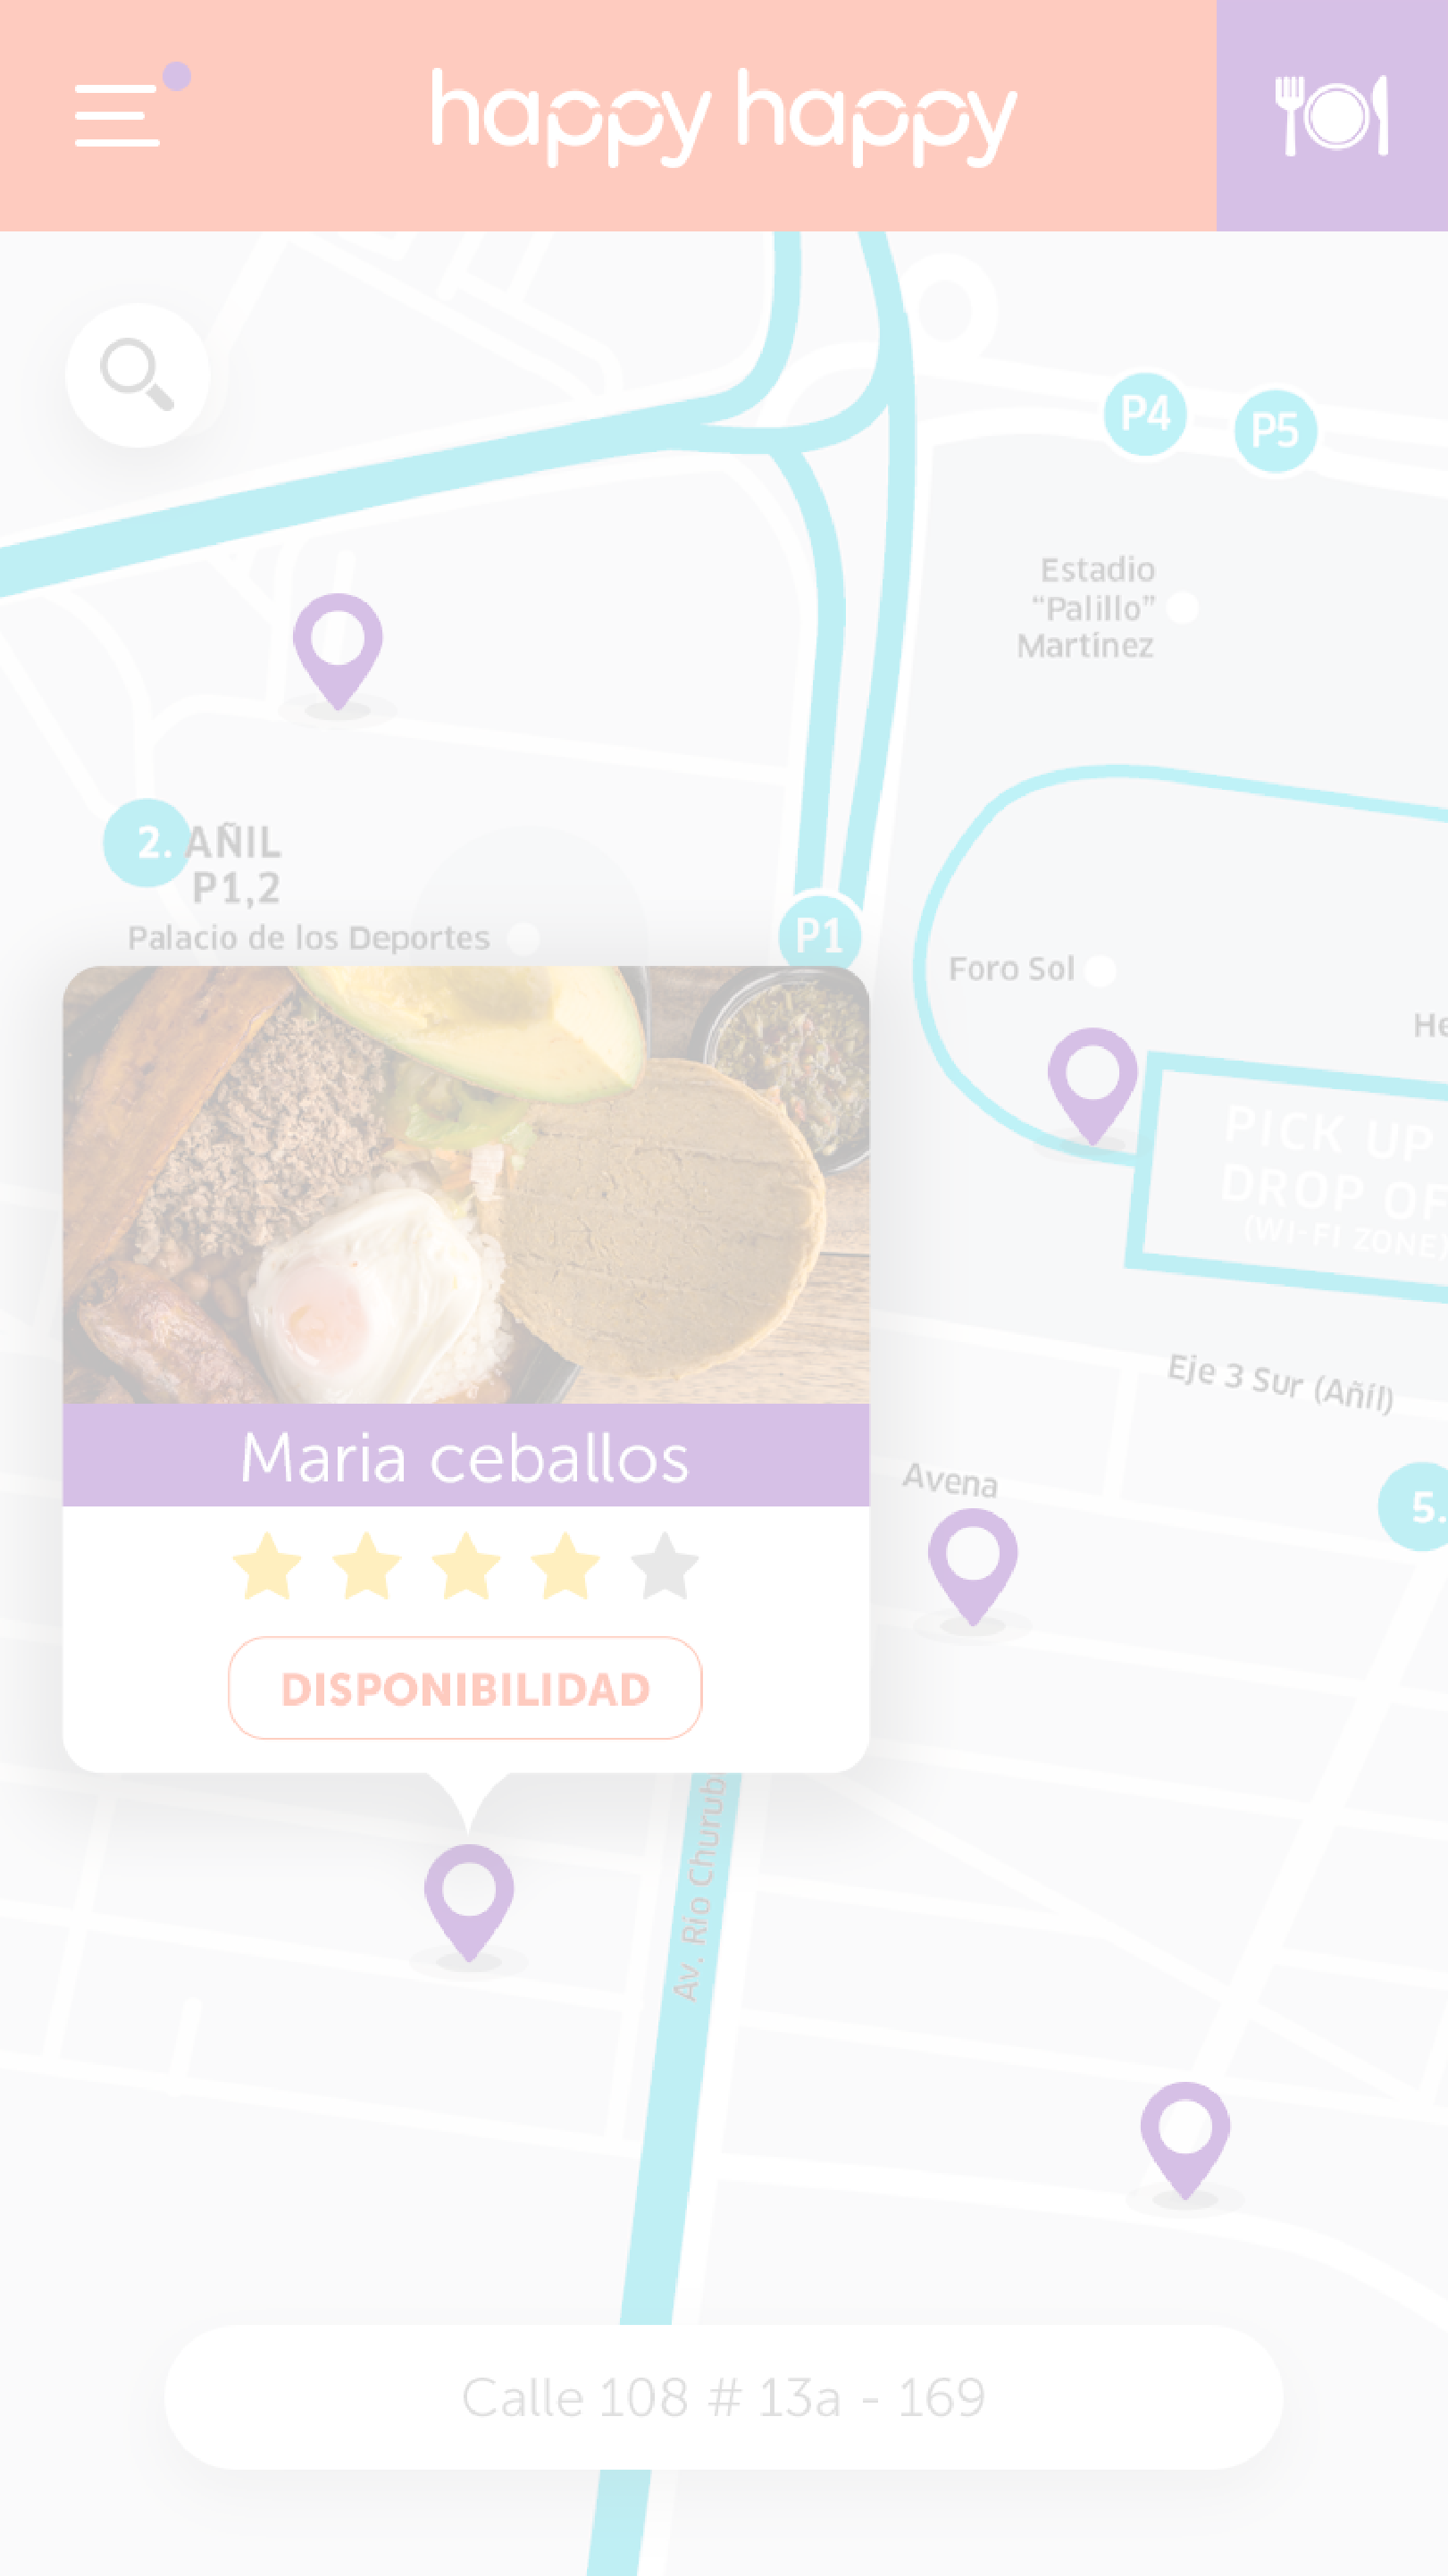 happy happy
P4
P5
Estadio
“Palillo”
Martínez
2. AÑIL
P1,2
Palacio de los Deportes
P1
Foro Sol
He
PICK UP
DROP OF
(WI-FI ZONE)
Eje 3 Sur (Añíl)
Maria ceballos
Avena
5.
DISPONIBILIDAD
Av. Río Churub
Calle 108 # 13a - 169